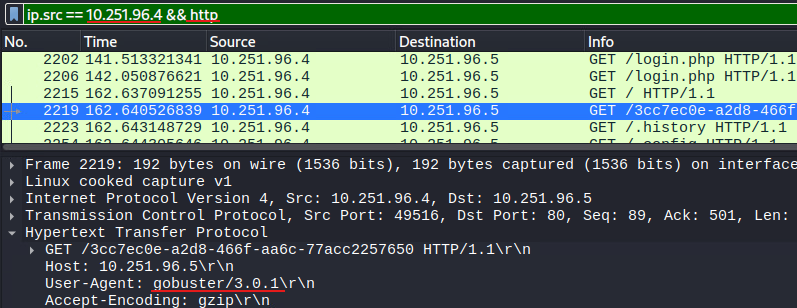 ip.src == 10.251.96.4 && http
No. Time Source Destination Info
2202 141.513321341 10.251.96.4 10.251.96.5 GET /login.php HTTP/1.1
2206 142.050876621 10.251.96.4 10.251.96.5 GET /login.php HTTP/1.1
2215 162.637091255 10.251.96.4 10.251.96.5 GET / HTTP/1.1
2219 162.640526839 10.251.96.4 10.251.96.5 GET /3cc7ec0e-a2d8-466f
2223 162.643148729 10.251.96.4 10.251.96.5 GET /.history HTTP/1.1
Frame 2219: 192 bytes on wire (1536 bits), 192 bytes captured (1536 bits) on interface
Linux cooked capture v1
Internet Protocol Version 4, Src: 10.251.96.4, Dst: 10.251.96.5
Transmission Control Protocol, Src Port: 49516, Dst Port: 80, Seq: 89, Ack: 501, Len:
Hypertext Transfer Protocol
GET /3cc7ec0e-a2d8-466f-aa6c-77acc2257650 HTTP/1.1\r\n
Host: 10.251.96.5\r\n
User-Agent: gobuster/3.0.1\r\n
Accept-Encoding: gzip\r\n